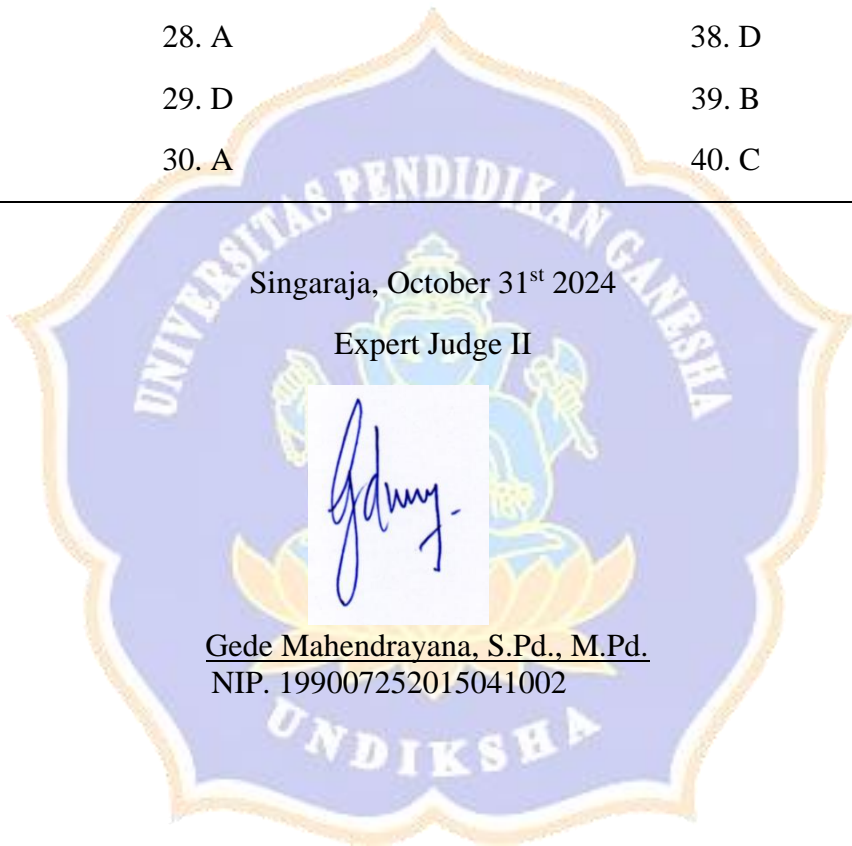 28. A 38. D
29. D 39. B
30. A 40. C
UNIVERSITAS PENDIDIKAN GANESHA
Singaraja, October 31st 2024
Expert Judge II
Gede Mahendrayana, S.Pd., M.Pd.
NIP. 199007252015041002
UNDIKSHA